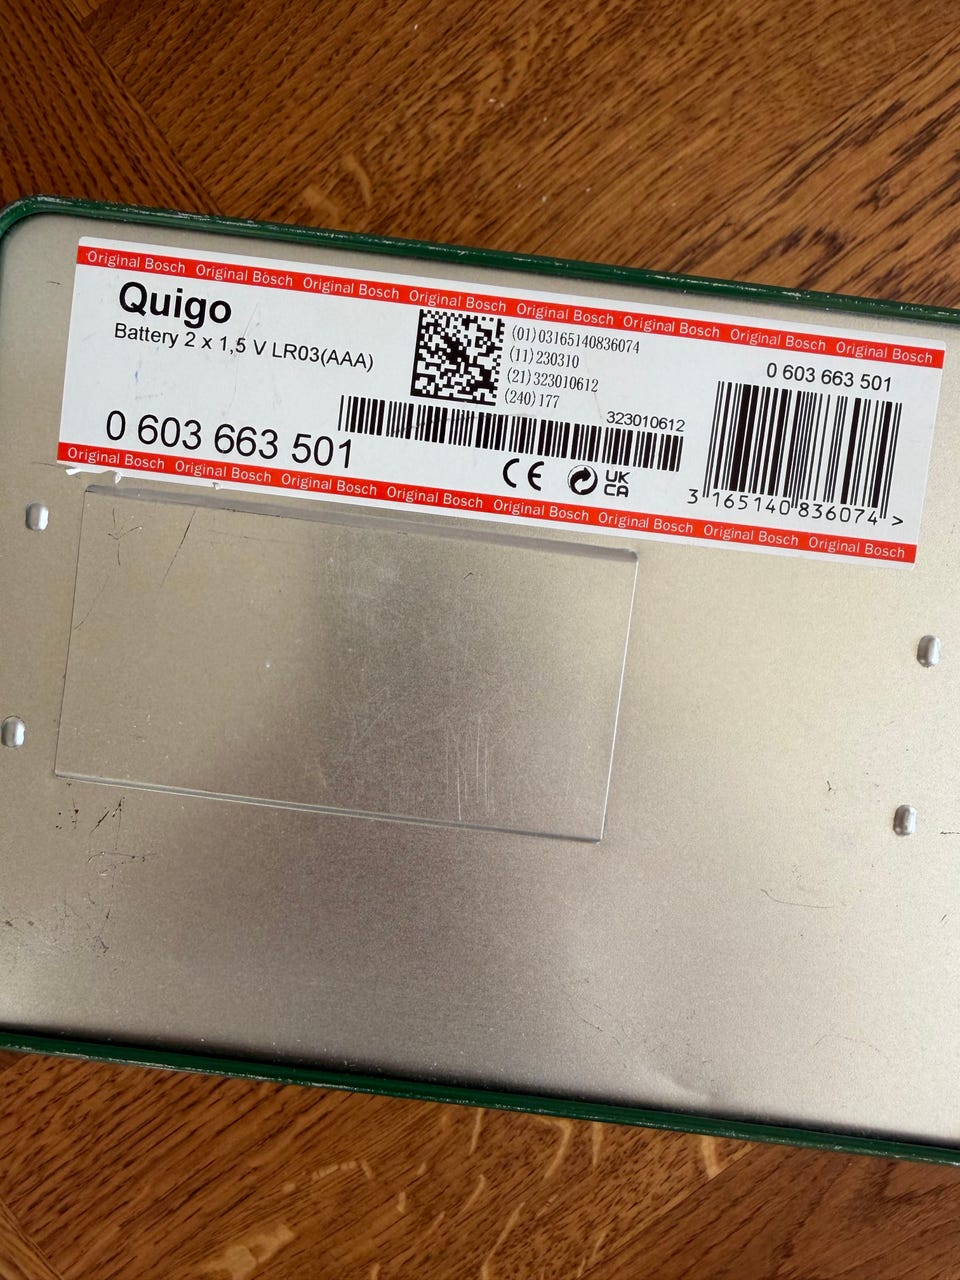 Original Bosch Original Bosch Original Bosch Original Bosch Original Bosch Original Bosch Original Bosch Original Bosch
Quigo
Battery 2 x 1,5 V LR03(AAA)
0 603 663 501
(01)03165140836074
(11)230310
(21)323010612
(240)177
323010612
CE
UK
CA
0 603 663 501
3 165140 836074 >
Original Bosch Original Bosch Original Bosch Original Bosch Original Bosch Original Bosch Original Bosch Original Bosch